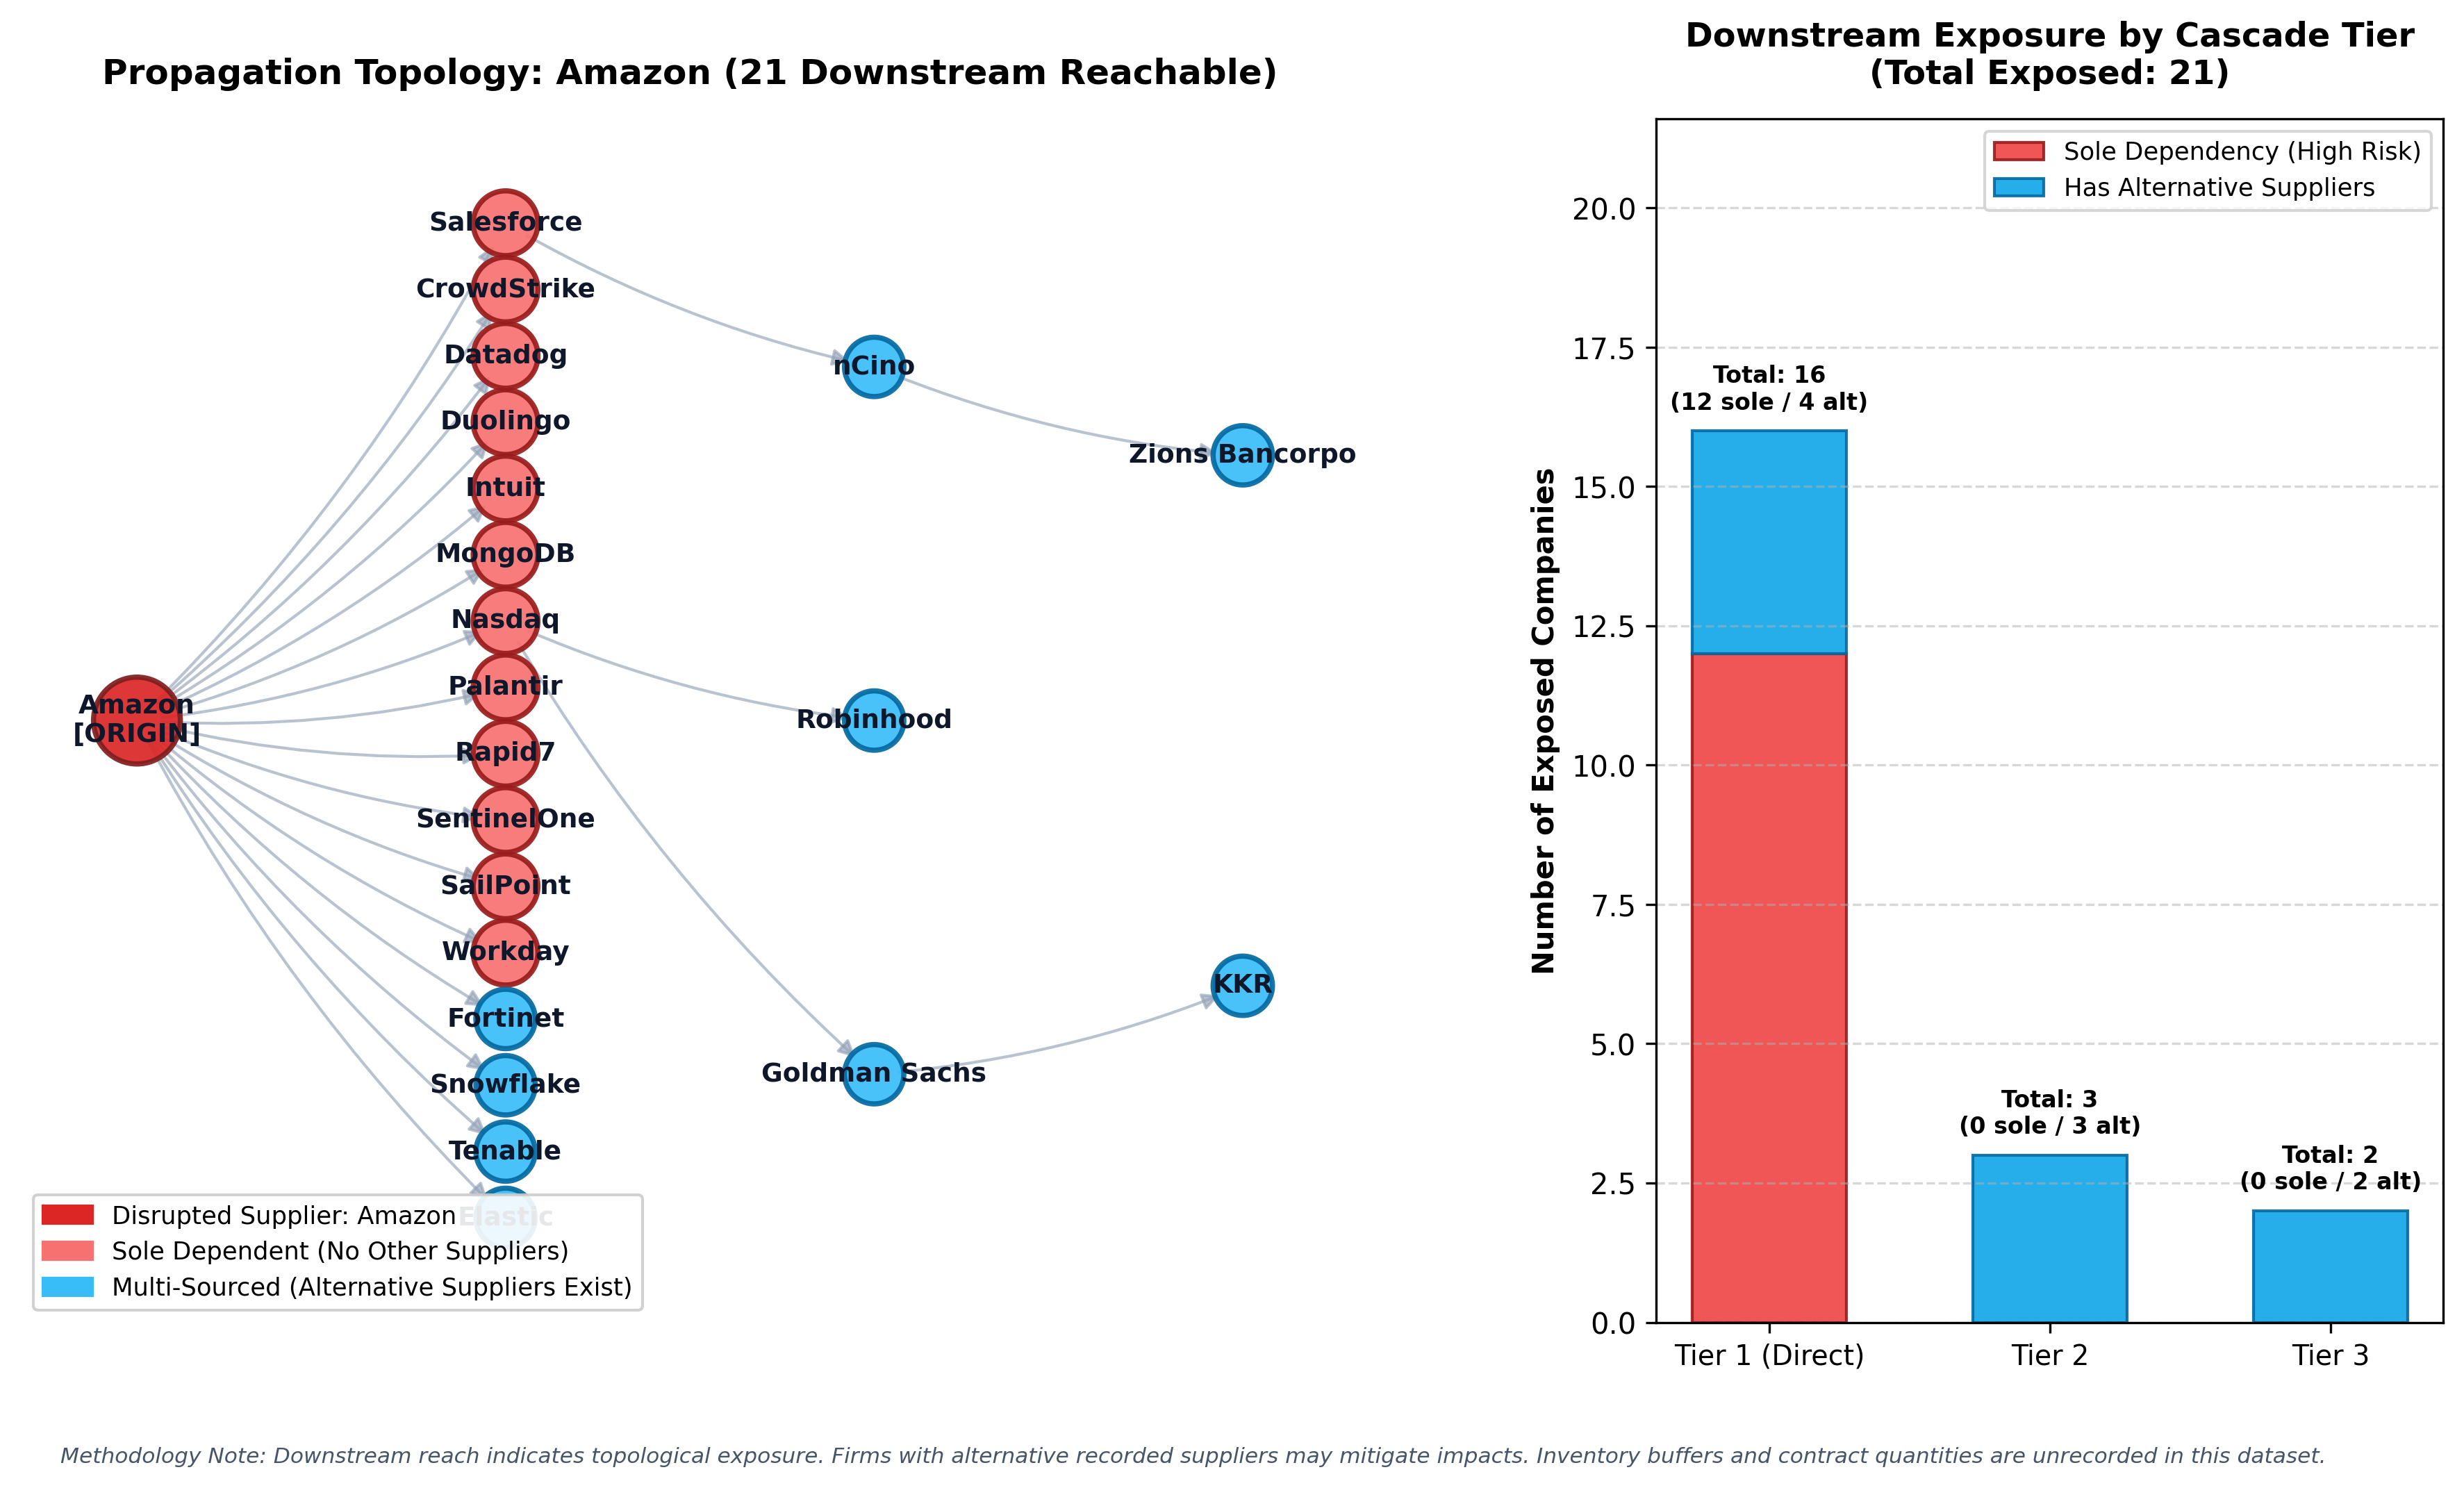 Propagation Topology: Amazon (21 Downstream Reachable)
Salesforce
CrowdStrike
Datadog
Duolingo
Intuit
MongoDB
Nasdaq
Palantir
Rapid7
SentinelOne
SailPoint
Workday
Fortinet
Snowflake
Tenable
Elastic
Amazon
[ORIGIN]
nCino
Robinhood
Goldman Sachs
Zions Bancorpo
KKR
Disrupted Supplier: Amazon
Sole Dependent (No Other Suppliers)
Multi-Sourced (Alternative Suppliers Exist)
Downstream Exposure by Cascade Tier
(Total Exposed: 21)
Sole Dependency (High Risk)
Has Alternative Suppliers
Number of Exposed Companies
20.0
17.5
15.0
12.5
10.0
7.5
5.0
2.5
0.0
Total: 16
(12 sole / 4 alt)
Total: 3
(0 sole / 3 alt)
Total: 2
(0 sole / 2 alt)
Tier 1 (Direct)
Tier 2
Tier 3
Methodology Note: Downstream reach indicates topological exposure. Firms with alternative recorded suppliers may mitigate impacts. Inventory buffers and contract quantities are unrecorded in this dataset.